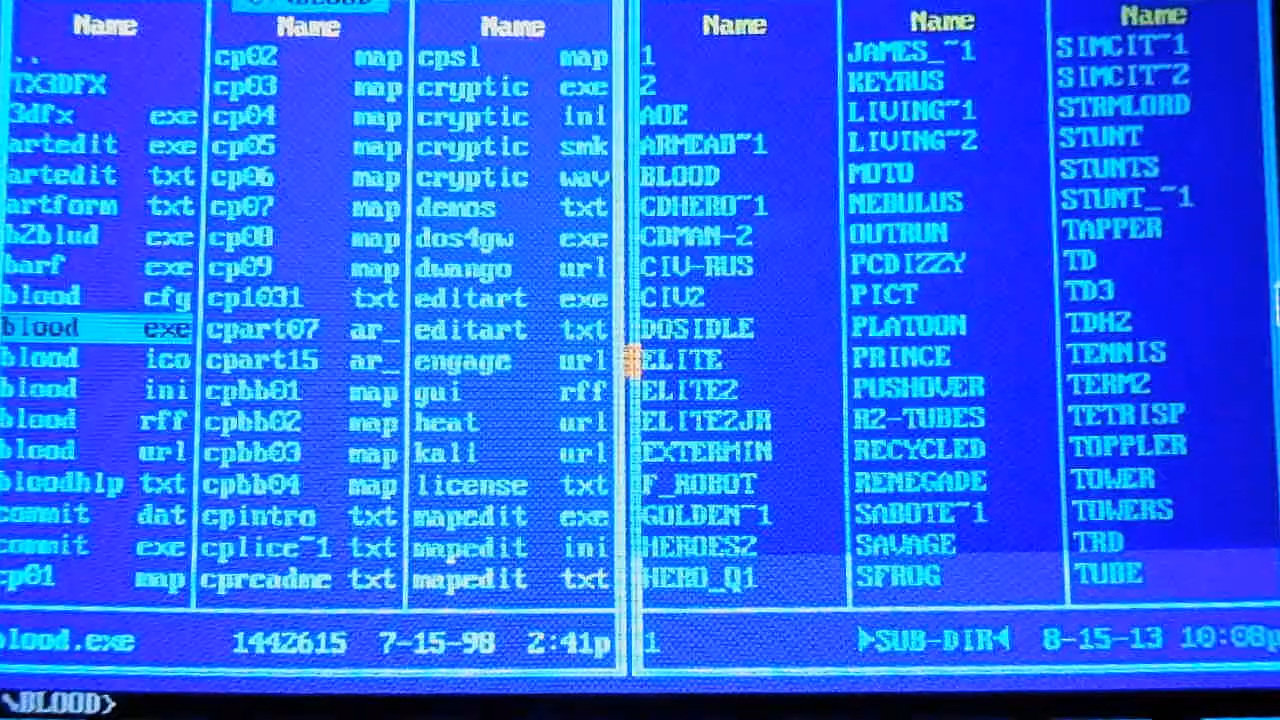 C:\BLOOD
Name Name Name Name Name Name
.. cp02 map cpsl map 1 JAMES_~1 SIMCIT~1
TX3DFX cp03 map cryptic exe 2 KEYRUS SIMCIT~2
3dfx exe cp04 map cryptic ini AOE LIVING~1 STRMLORD
artedit exe cp05 map cryptic smk ARMEAB~1 LIVING~2 STUNT
artedit txt cp06 map cryptic wav BLOOD MOTO STUNTS
artform txt cp07 map demos txt CDHERO~1 NEBULUS STUNT_~1
b2blud exe cp08 map dos4gw exe CDMAN-2 OUTRUN TAPPER
barf exe cp09 map dwango url CIV-RUS PCDIZZY TD
blood cfg cp1031 txt editart exe CIV2 PICT TD3
blood exe cpart07 ar_ editart txt DOSIDLE PLATOON TDH2
blood ico cpart15 ar_ engage url ELITE PRINCE TENNIS
blood ini cpbb01 map gui rff ELITE2 PUSHOVER TERM2
blood rff cpbb02 map heat url ELITE2JR R2-TUBES TETRISP
blood url cpbb03 map kali url EXTERMIN RECYCLED TOPPLER
bloodhlp txt cpbb04 map license txt F_ROBOT RENEGADE TOWER
commit dat cpintro txt mapedit exe GOLDEN~1 SABOTE~1 TOWERS
commit exe cplice~1 txt mapedit ini HEROES2 SAVAGE TRD
cp01 map cpreadme txt mapedit txt HERO_Q1 SFROG TUBE
blood.exe 1442615 7-15-98 2:41p 1 ►SUB-DIR◄ 8-15-13 10:08p
\BLOOD>